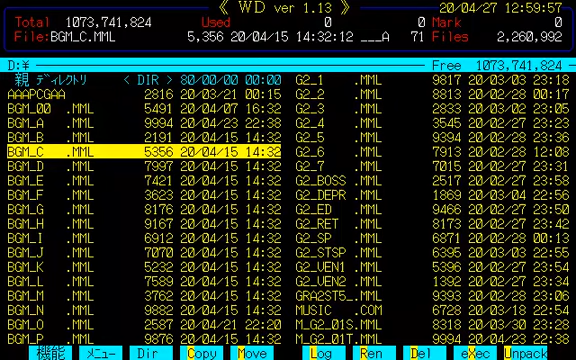 《 WD ver 1.13 》 20/04/27 12:59:57
Total 1073,741,824 Used 0 Mark 0
File:BGM_C.MML 5,356 20/04/15 14:32:12 ___A 71 Files 2,260,992
D:¥ Free 1073,741,824
親 ディレクトリ < DIR > 80/00/00 00:00 G2_1 .MML 9817 20/03/03 23:18
AAAPCGAA 2816 20/03/21 00:15 G2_2 .MML 8813 20/02/28 00:17
BGM_00 .MML 5491 20/04/07 16:32 G2_3 .MML 2833 20/03/02 23:05
BGM_A .MML 9994 20/04/23 22:38 G2_4 .MML 3545 20/02/27 23:23
BGM_B .MML 2191 20/04/15 14:32 G2_5 .MML 9394 20/02/28 23:36
BGM_C .MML 5356 20/04/15 14:32 G2_6 .MML 7913 20/02/28 12:08
BGM_D .MML 7997 20/04/15 14:32 G2_7 .MML 7015 20/02/27 23:31
BGM_E .MML 7421 20/04/15 14:32 G2_BOSS .MML 2517 20/02/27 23:58
BGM_F .MML 3623 20/04/15 14:32 G2_DEPR .MML 1869 20/03/04 22:56
BGM_G .MML 8176 20/04/15 14:32 G2_ED .MML 9466 20/02/27 23:50
BGM_H .MML 9167 20/04/15 14:32 G2_RET .MML 8173 20/02/27 23:42
BGM_I .MML 6912 20/04/15 14:32 G2_SP .MML 6871 20/02/28 00:13
BGM_J .MML 7070 20/04/15 14:32 G2_STSP .MML 6395 20/03/03 22:55
BGM_K .MML 5232 20/04/15 14:32 G2_VEN1 .MML 5396 20/02/27 23:54
BGM_L .MML 7589 20/04/15 14:32 G2_VEN2 .MML 1392 20/02/27 23:34
BGM_M .MML 3762 20/04/15 14:32 GRA2ST5_.MML 9393 20/02/28 23:06
BGM_N .MML 9882 20/04/15 14:32 MUSIC .COM 6728 20/03/18 23:44
BGM_O .MML 2587 20/04/21 22:20 M_G2_01S.MML 7304 20/02/27 23:30
BGM_P .MML 9876 20/04/15 14:32 M_G2_01T.MML 9994 20/04/23 22:38
機能 メニュー Dir Copy Move Log Ren Del eXec Unpack